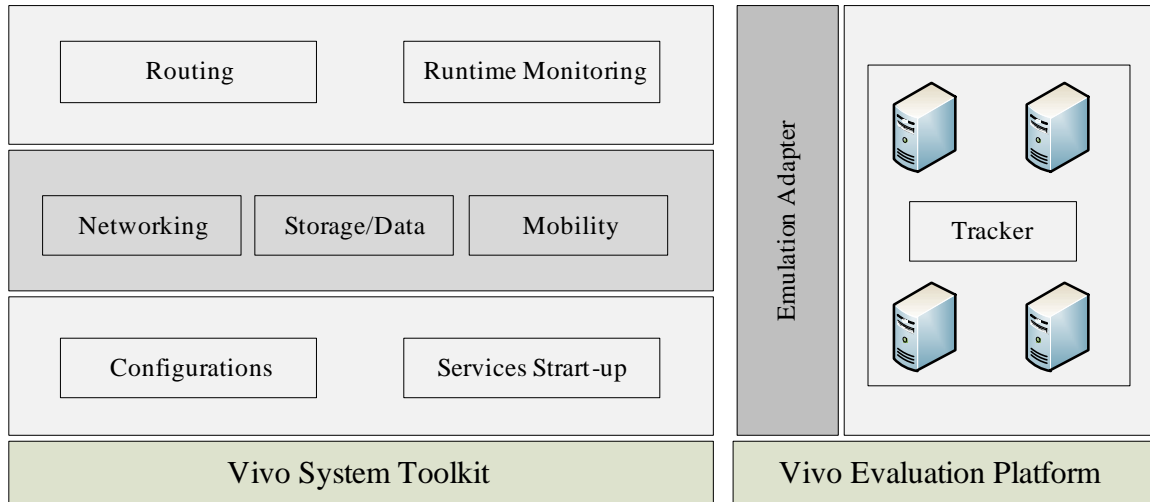 Routing
Runtime Monitoring
Networking
Storage/Data
Mobility
Configurations
Services Strart-up
Vivo System Toolkit
Emulation Adapter
Tracker
Vivo Evaluation Platform